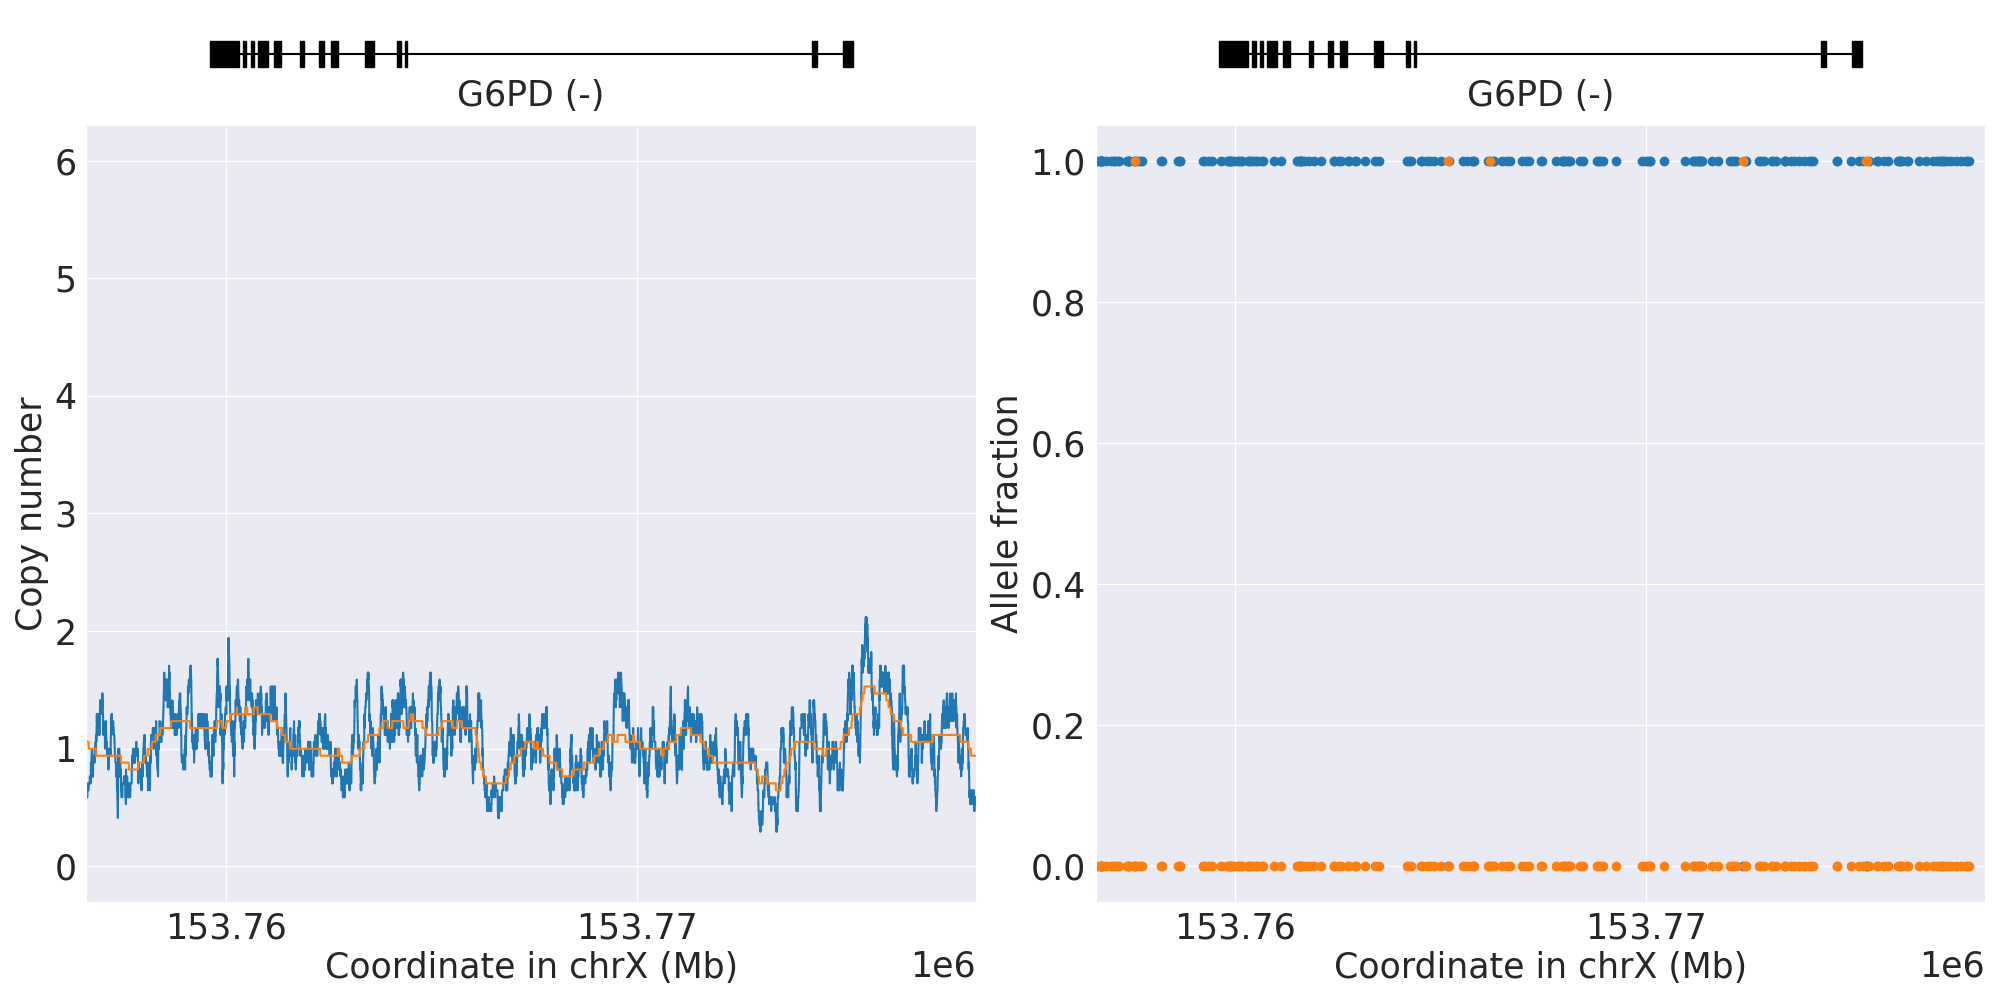 G6PD (-)
6
5
4
3
2
1
0
Copy number
153.76
153.77
Coordinate in chrX (Mb)
1e6
G6PD (-)
1.0
0.8
0.6
0.4
0.2
0.0
Allele fraction
153.76
153.77
Coordinate in chrX (Mb)
1e6